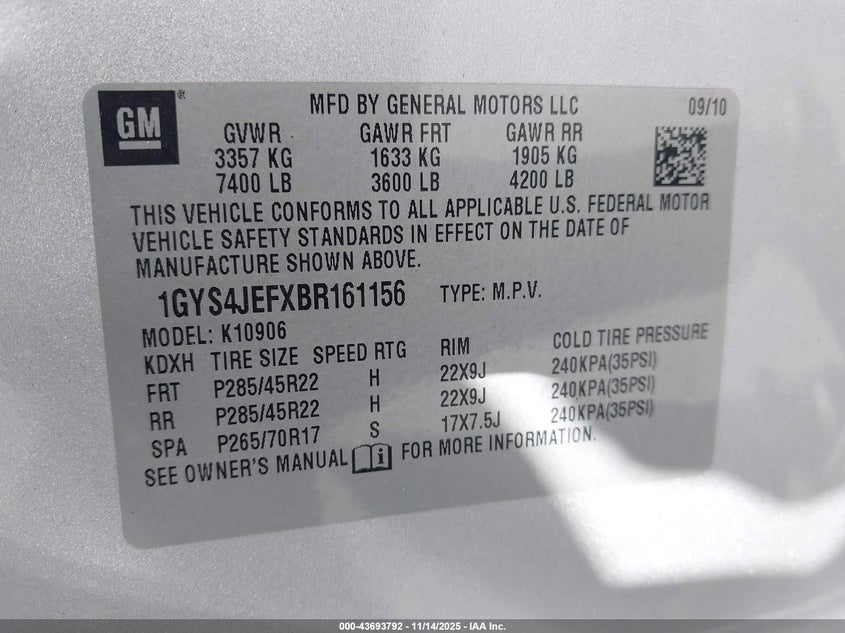 GM®
MFD BY GENERAL MOTORS LLC 09/10
GVWR GAWR FRT GAWR RR
3357 KG 1633 KG 1905 KG
7400 LB 3600 LB 4200 LB
THIS VEHICLE CONFORMS TO ALL APPLICABLE U.S. FEDERAL MOTOR
VEHICLE SAFETY STANDARDS IN EFFECT ON THE DATE OF
MANUFACTURE SHOWN ABOVE.
1GYS4JEFXBR161156 TYPE: M.P.V.
MODEL: K10906
KDXH TIRE SIZE SPEED RTG RIM COLD TIRE PRESSURE
FRT P285/45R22 H 22X9J 240KPA(35PSI)
RR P285/45R22 H 22X9J 240KPA(35PSI)
SPA P265/70R17 S 17X7.5J 240KPA(35PSI)
SEE OWNER'S MANUAL FOR MORE INFORMATION.
000-43693792 — 11/14/2025 — IAA Inc.